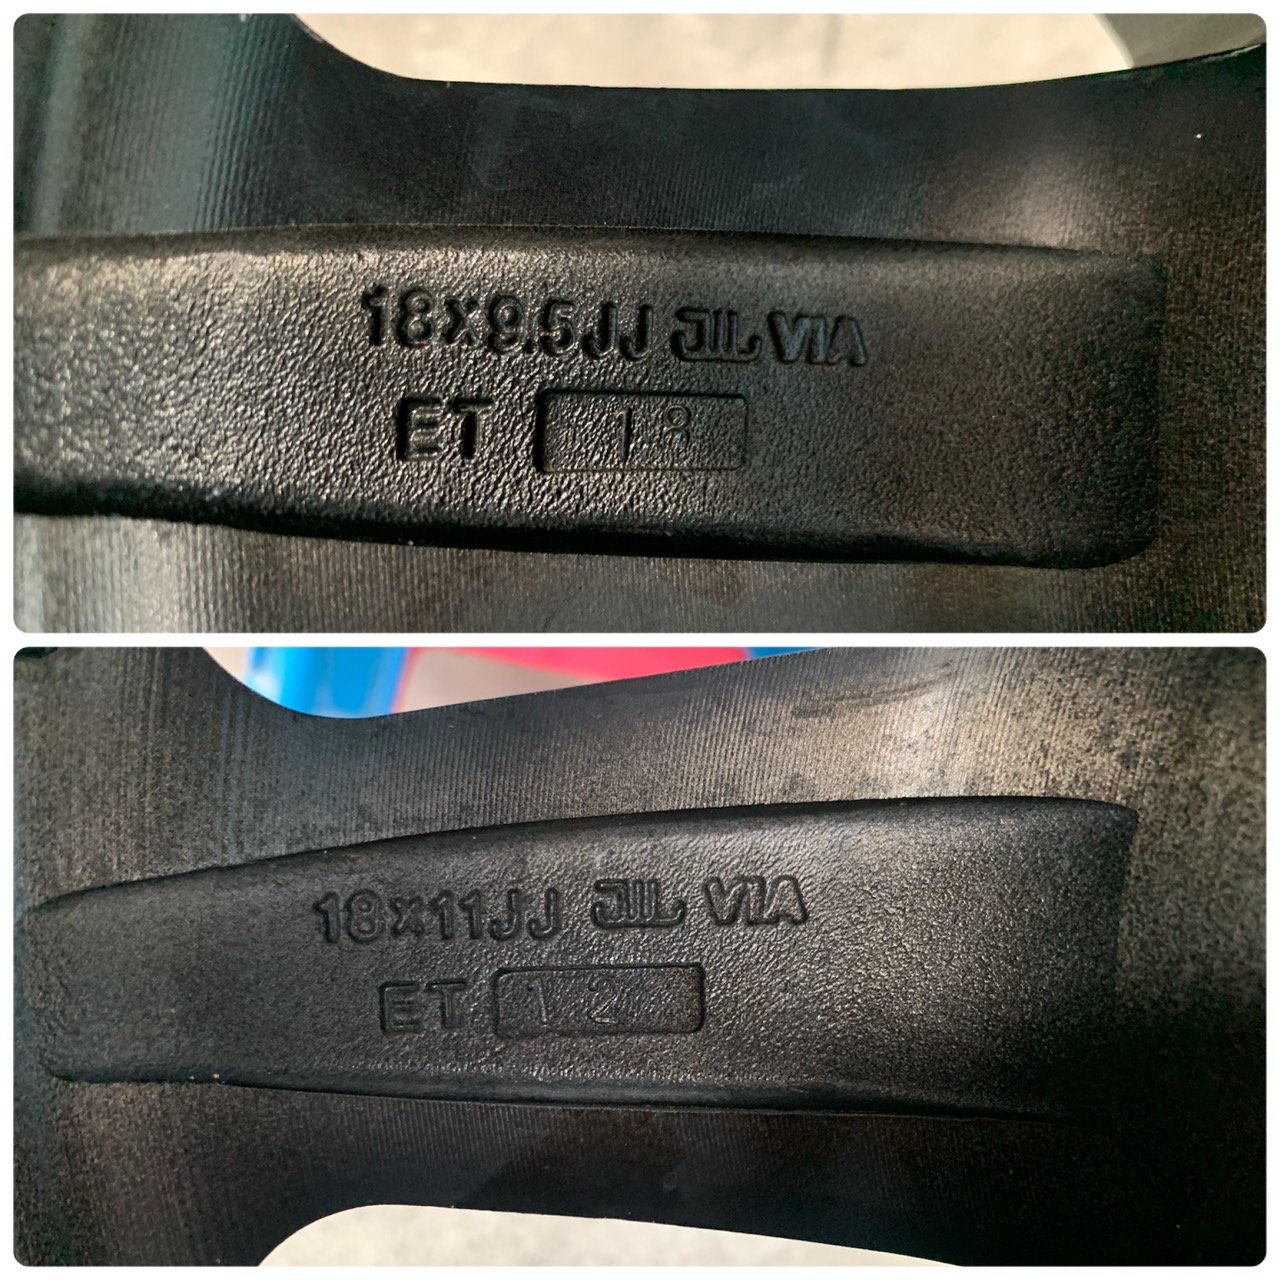 18x9.5JJ JWL VIA
ET 18
18x11JJ JWL VIA
ET 12